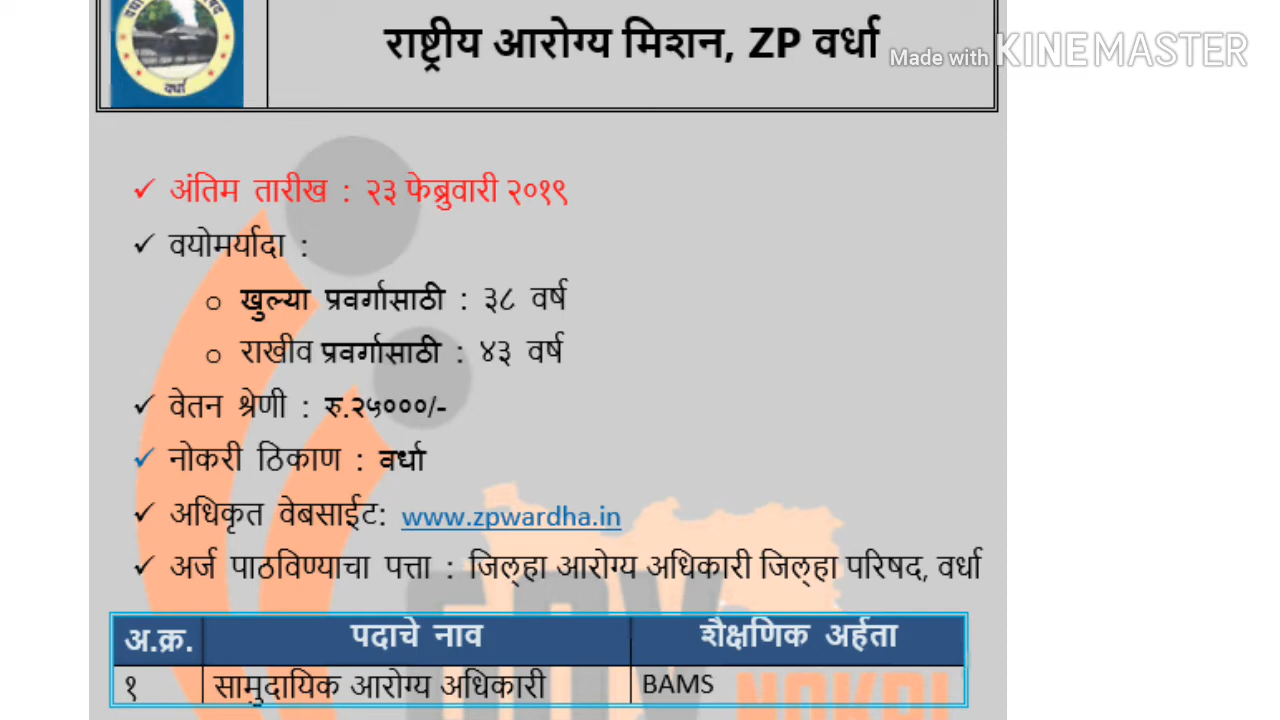 राष्ट्रीय आरोग्य मिशन, ZP वर्धा
Made with KINEMASTER
वर्धा
✓ अंतिम तारीख : २३ फेब्रुवारी २०१९
✓ वयोमर्यादा :
o खुल्या प्रवर्गासाठी : ३८ वर्ष
o राखीव प्रवर्गासाठी : ४३ वर्ष
✓ वेतन श्रेणी : रु.२५०००/-
✓ नोकरी ठिकाण : वर्धा
✓ अधिकृत वेबसाईट: www.zpwardha.in
✓ अर्ज पाठविण्याचा पत्ता : जिल्‍हा आरोग्य अधिकारी जिल्‍हा परिषद, वर्धा
अ.क्र. पदाचे नाव शैक्षणिक अर्हता
१ सामुदायिक आरोग्य अधिकारी BAMS